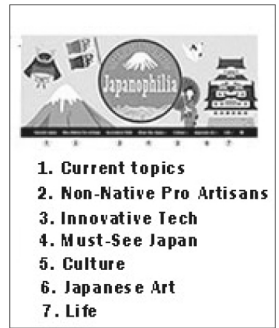 Japanophilia
1. Current topics
2. Non-Native Pro Artisans
3. Innovative Tech
4. Must-See Japan
5. Culture
6. Japanese Art
7. Life